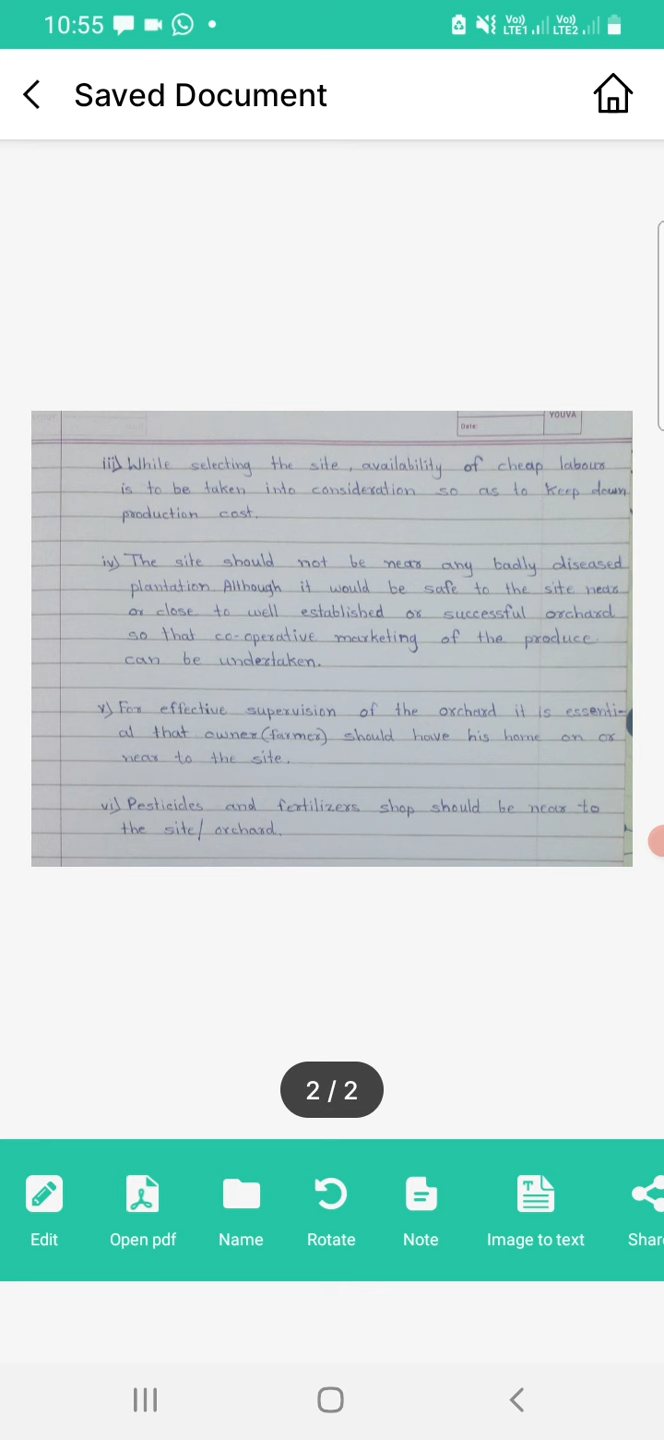 10:55
Vo)) LTE1 Vo)) LTE2
Saved Document
YOUVA
Date:
iii) While selecting the site, availability of cheap labours
is to be taken into consideration so as to keep down
production cost.
iv) The site should not be near any badly diseased
plantation. Although it would be safe to the site near
or close to well established or successful orchard
so that co-operative marketing of the produce
can be undertaken.
v) For effective supervision of the orchard it is essenti-
al that owner (farmer) should have his home on or
near to the site.
vi) Pesticides and fertilizers shop should be near to
the site/ orchard.
2 / 2
Edit Open pdf Name Rotate Note Image to text Shar